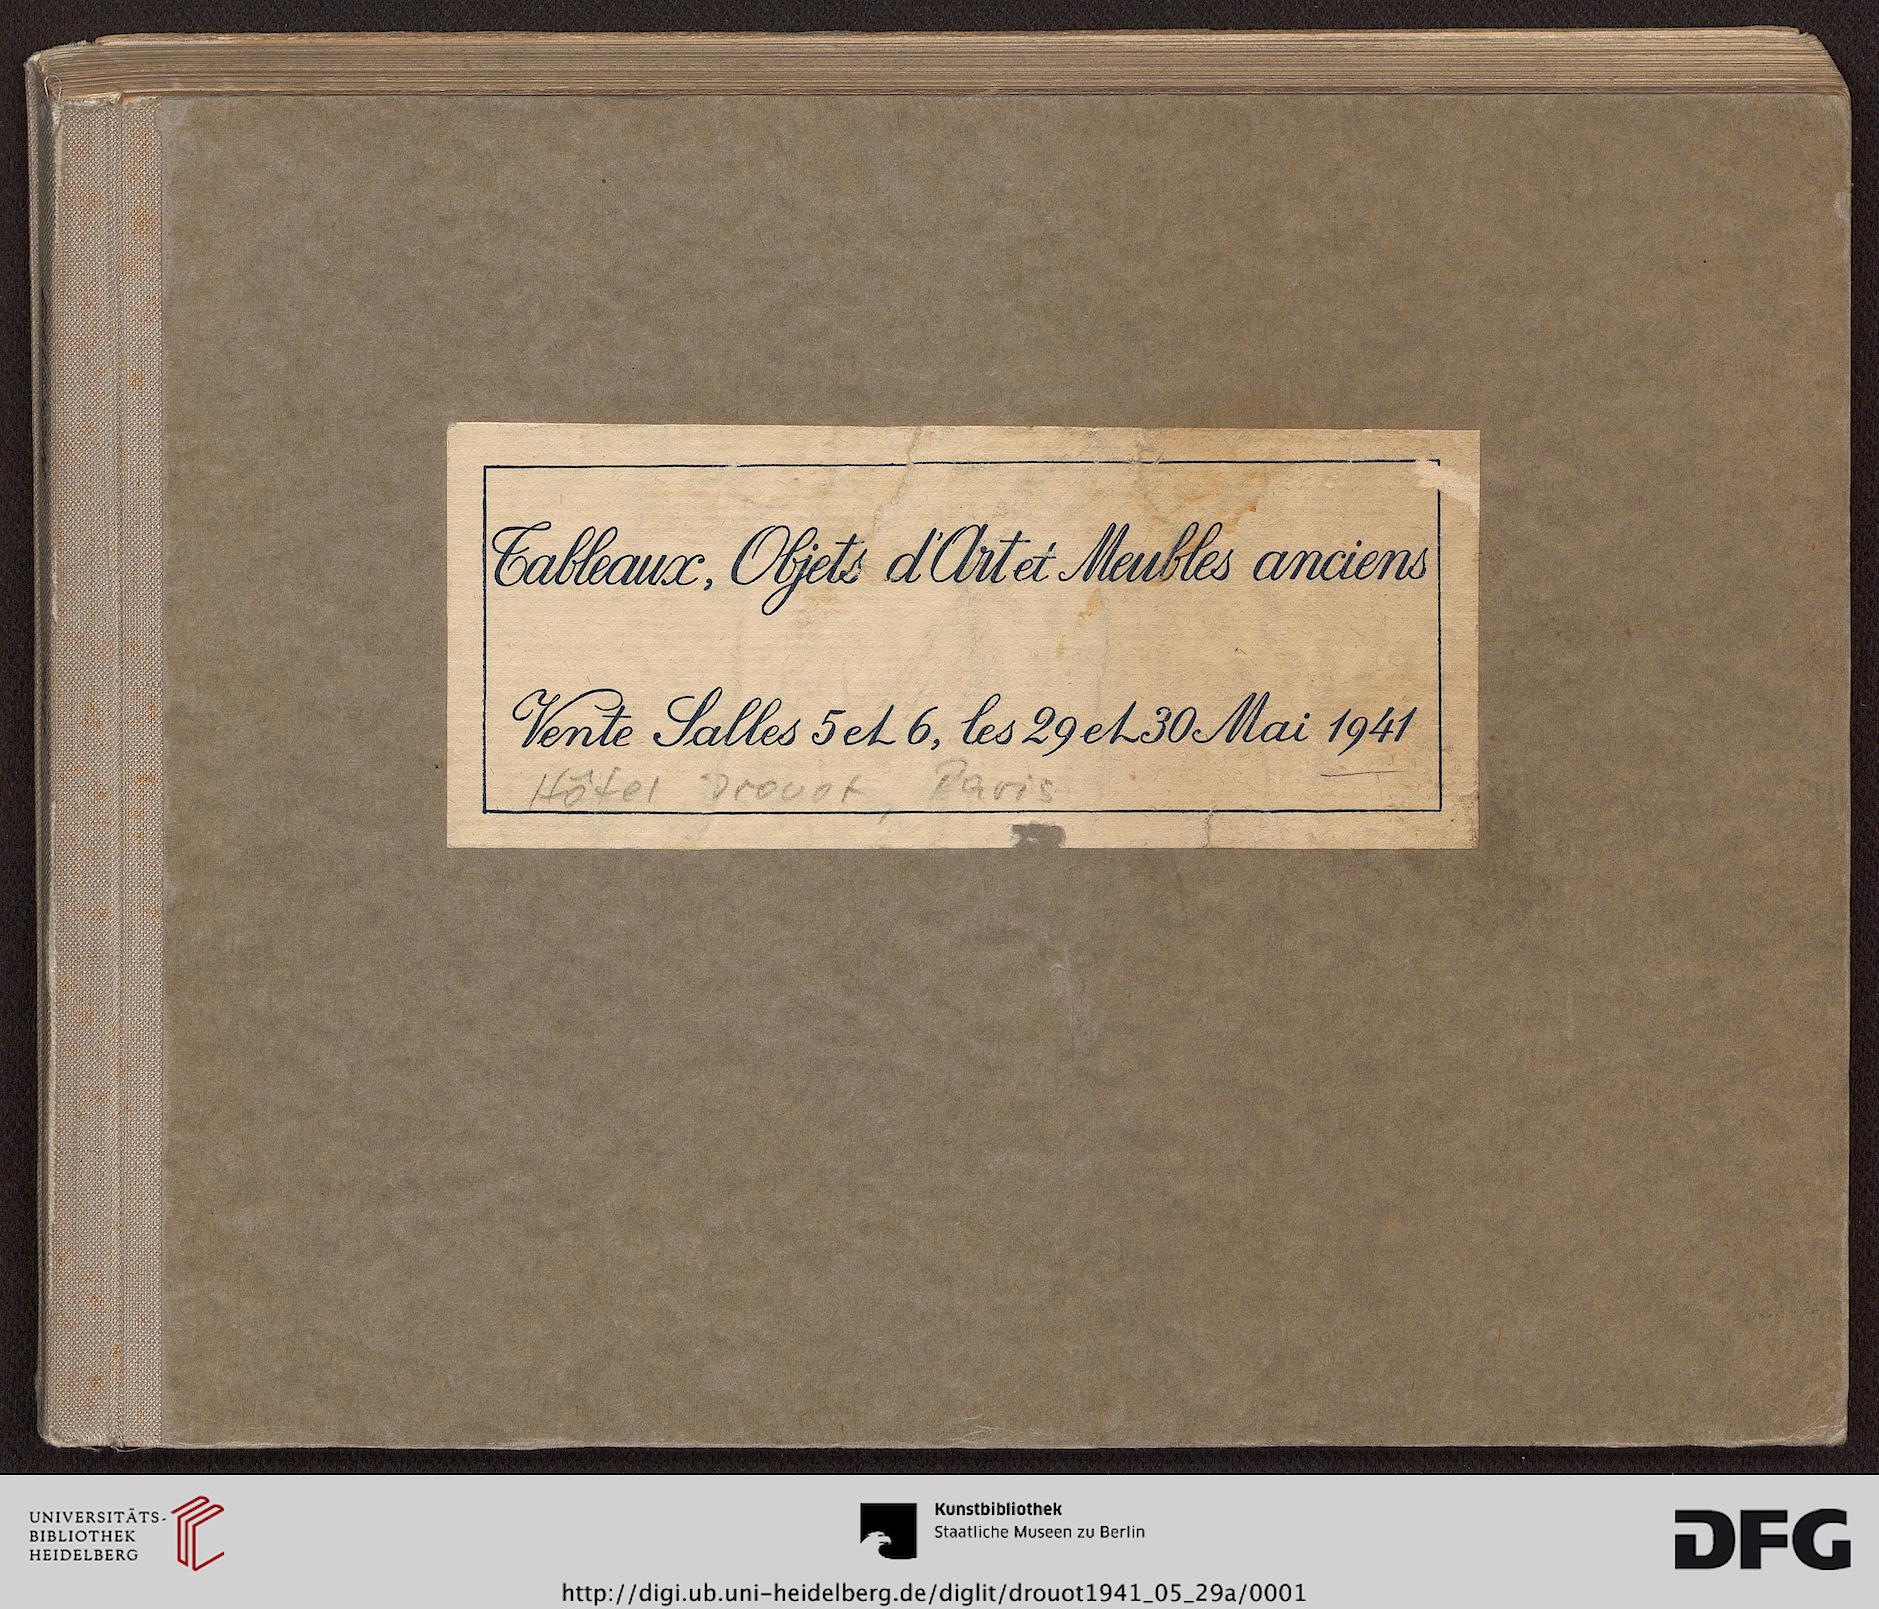 Tableaux, Objets d'Art et Meubles anciens
Vente Salles 5 et 6, les 29 et 30 Mai 1941
Hôtel Drouot, Paris
UNIVERSITÄTS-
BIBLIOTHEK
HEIDELBERG
Kunstbibliothek
Staatliche Museen zu Berlin
DFG
http://digi.ub.uni-heidelberg.de/diglit/drouot1941_05_29a/0001